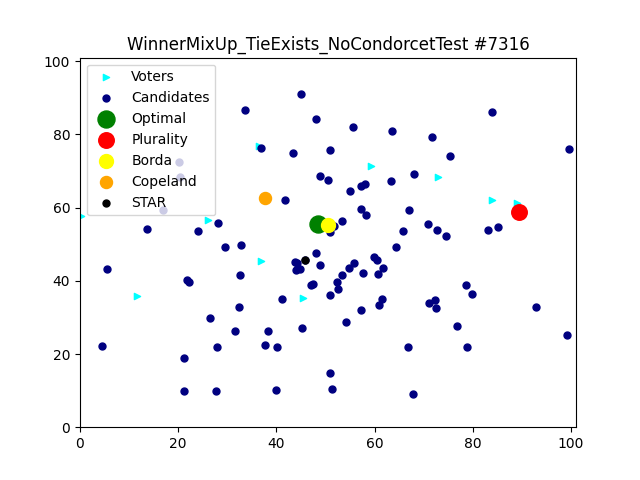 WinnerMixUp_TieExists_NoCondorcetTest #7316
100
80
60
40
20
0
Voters
Candidates
Optimal
Plurality
Borda
Copeland
STAR
0 20 40 60 80 100